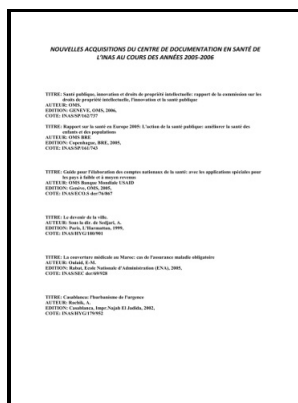 NOUVELLES ACQUISITIONS DU CENTRE DE DOCUMENTATION EN SANTÉ DE
L'INAS AU COURS DES ANNÉES 2005-2006
TITRE: Santé publique, innovation et droits de propriété intellectuelle: rapport de la commission sur les
droits de propriété intellectuelle, l'innovation et la santé publique
AUTEUR: OMS.
EDITION: GENEVE, OMS, 2006,
COTE: INAS/SP/162/737
TITRE: Rapport sur la santé en Europe 2005: L'action de la santé publique: améliorer la santé des
enfants et des populations
AUTEUR: OMS BRE
EDITION: Copenhague, BRE, 2005,
COTE: INAS/SP/161/743
TITRE: Guide pour l'élaboration des comptes nationaux de la santé: avec les applications spéciales pour
les pays à faible et à moyen revenu:
AUTEUR: OMS Banque Mondiale USAID
EDITION: Genève, OMS, 2005,
COTE: INAS/ECO.S doc/76/867
TITRE: Le devenir de la ville.
AUTEUR: Sous la dir. de Sedjari, A.
EDITION: Paris, L'Harmattan, 1999,
COTE: INAS/HYG/180/981
TITRE: La couverture médicale au Maroc: cas de l'assurance maladie obligatoire
AUTEUR: Oulaid, E-M.
EDITION: Rabat, Ecole Nationale d'Administration (ENA), 2005,
COTE: INAS/SEC doc/69/928
TITRE: Casablanca: l'hurbanisme de l'urgence
AUTEUR: Rachik, A.
EDITION: Casablanca, Impr.Najah El Jadida, 2002,
COTE: INAS/HYG/179/952